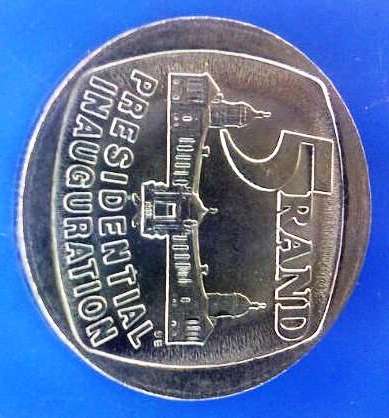 5 RAND
PRESIDENTIAL
INAUGURATION